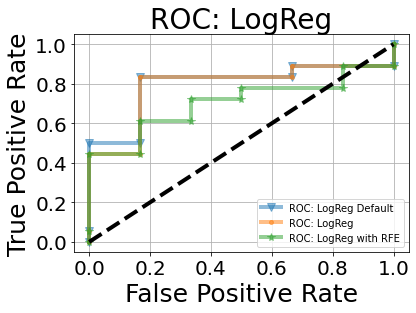 ROC: LogReg
True Positive Rate
1.0
0.8
0.6
0.4
0.2
0.0
ROC: LogReg Default
ROC: LogReg
ROC: LogReg with RFE
0.0 0.2 0.4 0.6 0.8 1.0
False Positive Rate